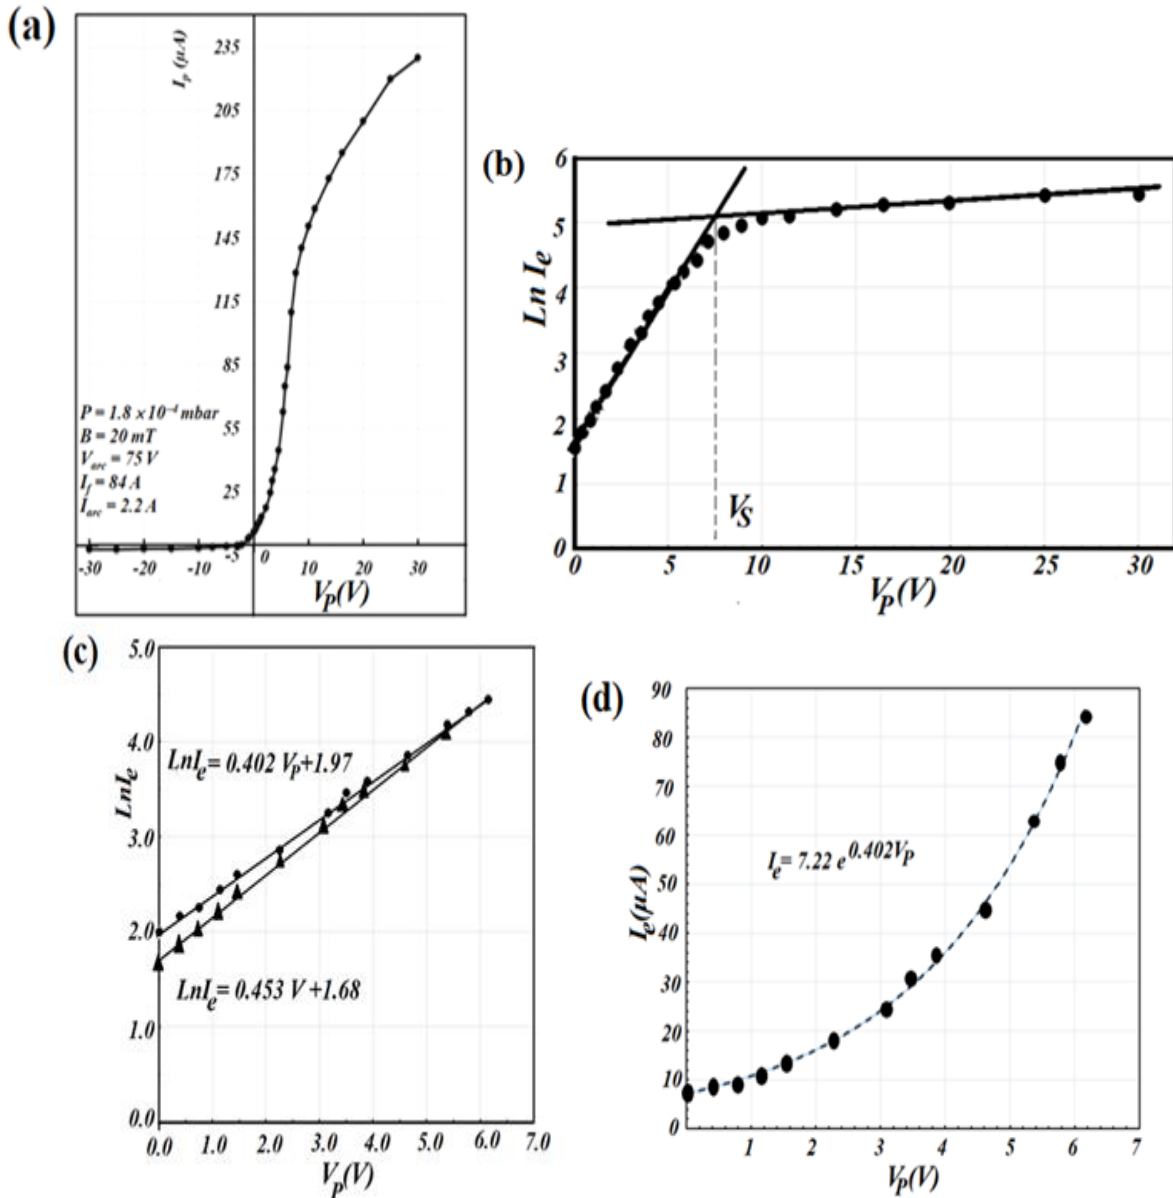 (a)
I_P (μA)
235
205
175
145
115
85
55
25
-5
P = 1.8 × 10⁻⁴ mbar
B = 20 mT
V_arc = 75 V
I_f = 84 A
I_arc = 2.2 A
-30 -20 -10 0 10 20 30
V_P(V)
(b)
Ln I_e
6
5
4
3
2
1
0
V_S
0 5 10 15 20 25 30
V_P(V)
(c)
LnI_e
5.0
4.0
3.0
2.0
1.0
0.0
LnI_e = 0.402 V_P+1.97
LnI_e = 0.453 V +1.68
0.0 1.0 2.0 3.0 4.0 5.0 6.0 7.0
V_P(V)
(d)
I_e(μA)
90
80
70
60
50
40
30
20
10
0
I_e = 7.22 e^0.402V_P
1 2 3 4 5 6 7
V_P(V)